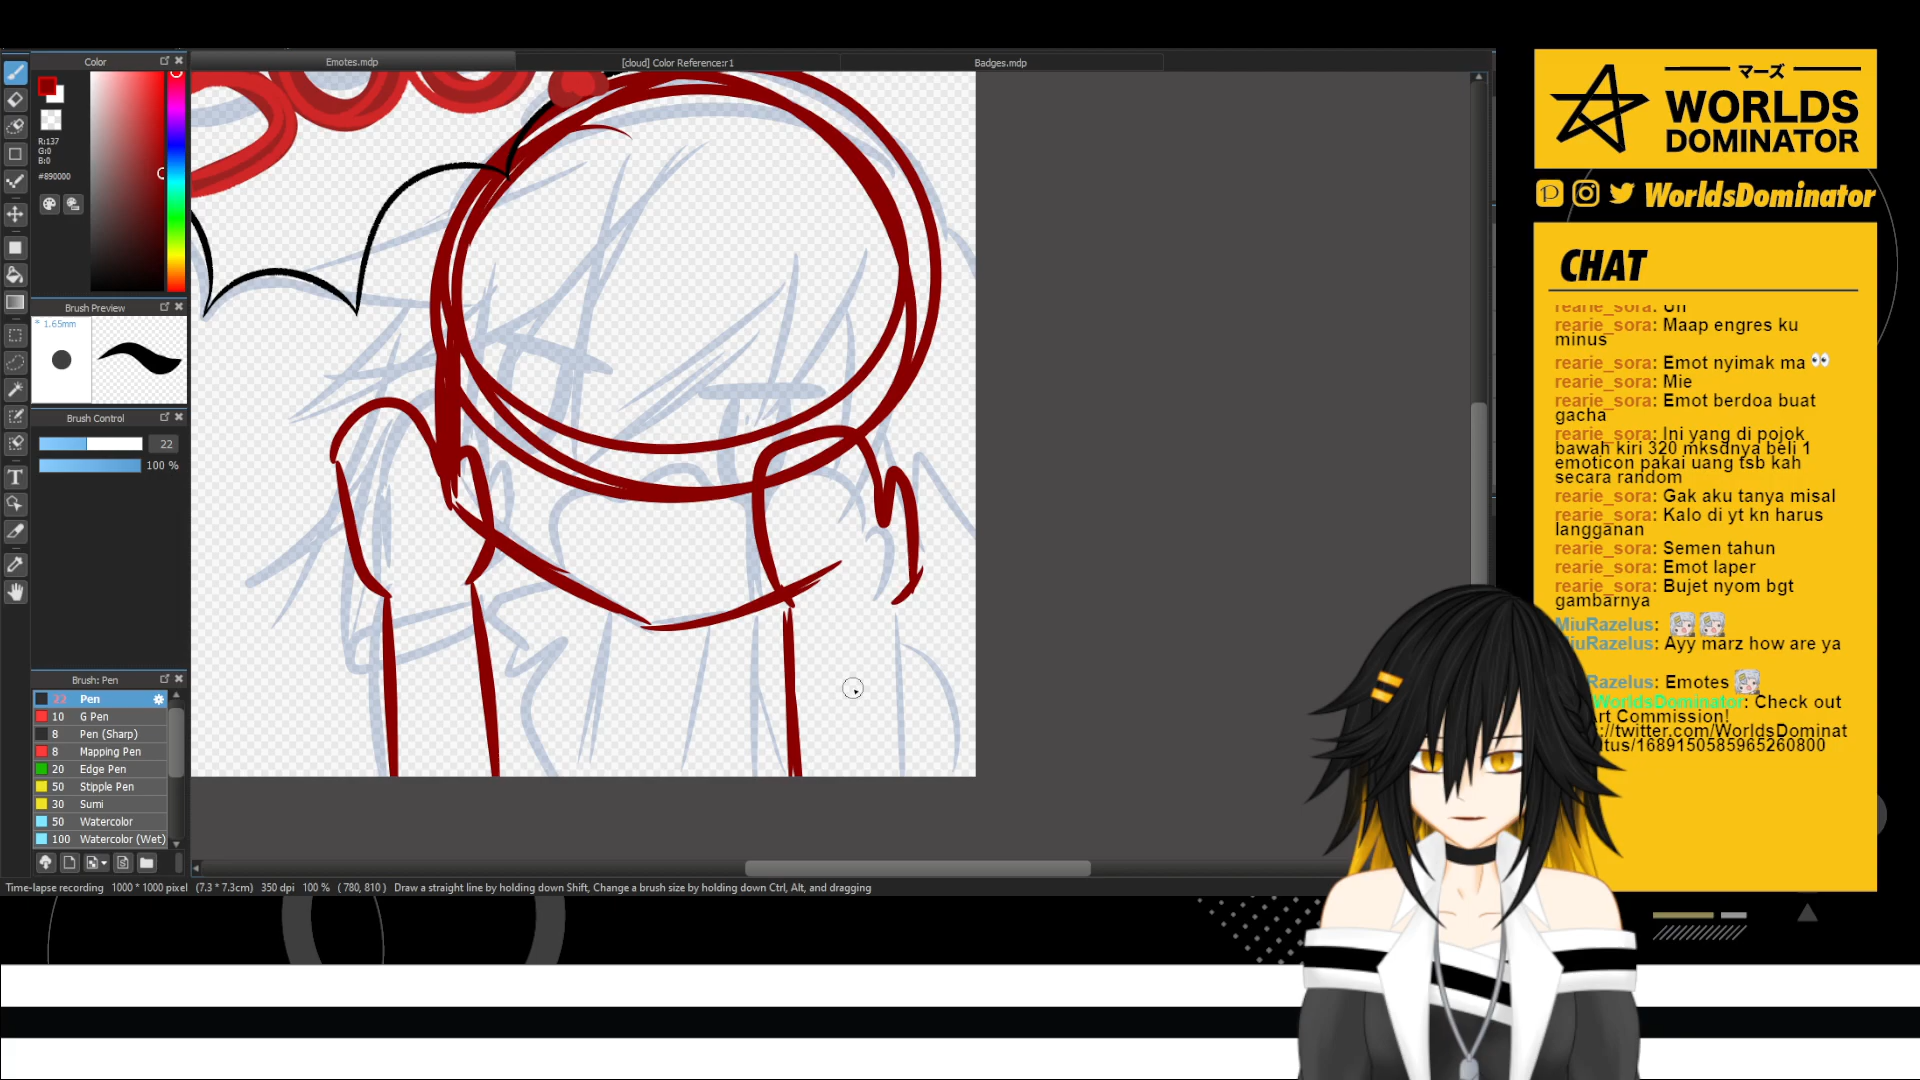 Color
R:137
G:0
B:0
#890000
Brush Preview
* 1.65mm
Brush Control
22
100 %
Brush: Pen
22 Pen
10 G Pen
8 Pen (Sharp)
8 Mapping Pen
20 Edge Pen
50 Stipple Pen
30 Sumi
50 Watercolor
100 Watercolor (Wet)
Emotes.mdp
[cloud] Color Reference:r1
Badges.mdp
Time-lapse recording 1000 * 1000 pixel (7.3 * 7.3cm) 350 dpi 100 % ( 780, 810 ) Draw a straight line by holding down Shift, Change a brush size by holding down Ctrl, Alt, and dragging
マーズ
WORLDS
DOMINATOR
WorldsDominator
CHAT
rearie_sora:
rearie_sora: Maap engres ku
minus
rearie_sora: Emot nyimak ma 👀
rearie_sora: Mie
rearie_sora: Emot berdoa buat
gacha
rearie_sora: Ini yang di pojok
bawah kiri 320 mksdnya beli 1
emoticon pakai uang tsb kah
secara random
rearie_sora: Gak aku tanya misal
rearie_sora: Kalo di yt kn harus
langganan
rearie_sora: Semen tahun
rearie_sora: Emot laper
rearie_sora: Bujet nyom bgt
gambarnya
MiuRazelus:
iuRazelus: Ayy marz how are ya
Razelus: Emotes
WorldsDominator: Check out
rt Commission!
://twitter.com/WorldsDominat
tus/1689150585965260800